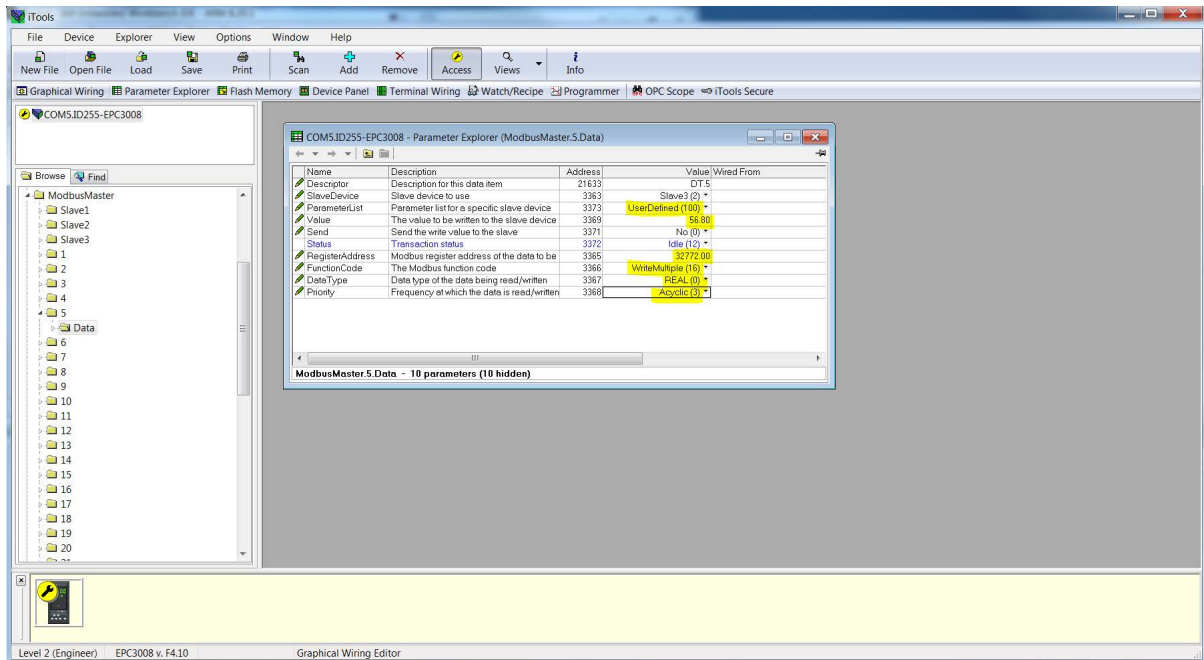 iTools
File Device Explorer View Options Window Help
New File Open File Load Save Print Scan Add Remove Access Views Info
Graphical Wiring Parameter Explorer Flash Memory Device Panel Terminal Wiring Watch/Recipe Programmer OPC Scope iTools Secure
COM5.ID255-EPC3008
COM5.ID255-EPC3008 - Parameter Explorer (ModbusMaster.5.Data)
Name Description Address Value Wired From
Descriptor Description for this data item 21633 DT.5
SlaveDevice Slave device to use 3363 Slave3 (2)
ParameterList Parameter list for a specific slave device 3373 UserDefined (100)
Value The value to be written to the slave device 3369 56.80
Send Send the write value to the slave 3371 No (0)
Status Transaction status 3372 Idle (12)
RegisterAddress Modbus register address of the data to be 3365 32772.00
FunctionCode The Modbus function code 3366 WriteMultiple (16)
DataType Data type of the data being read/written 3367 REAL (0)
Priority Frequency at which the data is read/written 3368 Acyclic (3)
ModbusMaster.5.Data - 10 parameters (10 hidden)
Browse Find
ModbusMaster
Slave1
Slave2
Slave3
1
2
3
4
5
Data
6
7
8
9
10
11
12
13
14
15
16
17
18
19
20
Level 2 (Engineer) EPC3008 v. F4.10 Graphical Wiring Editor